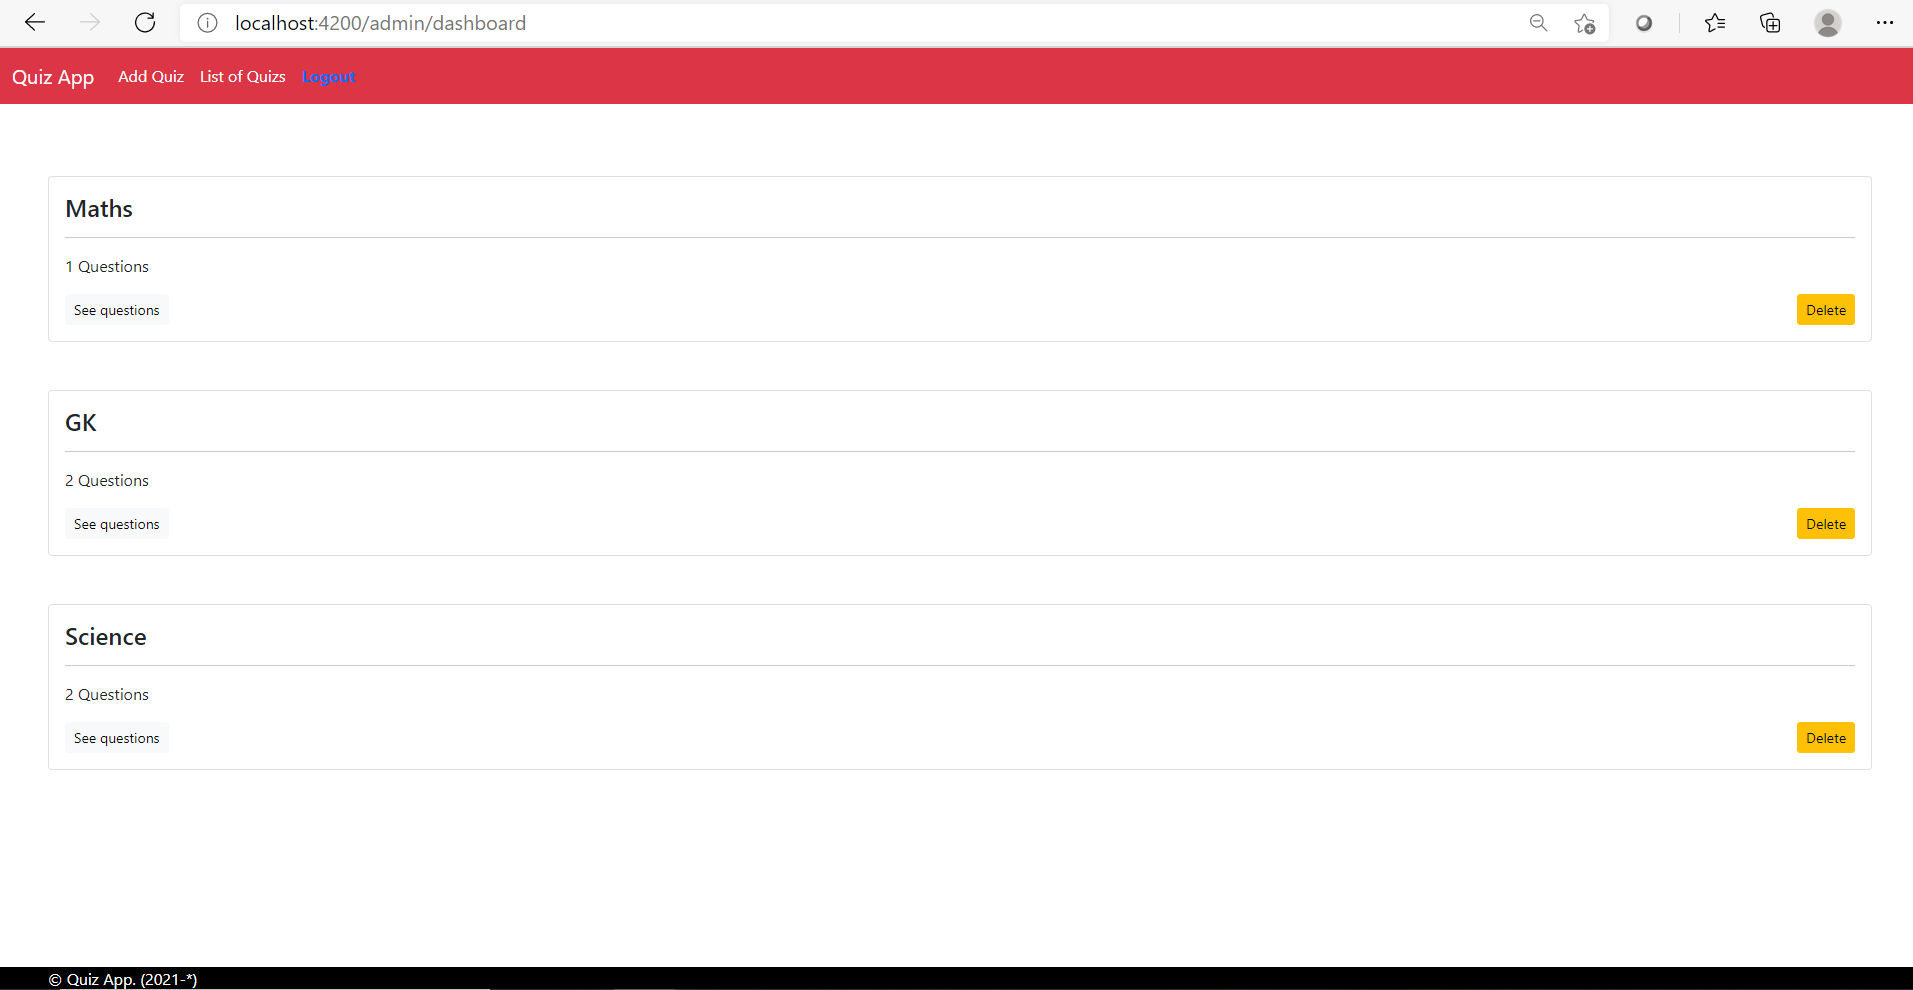 localhost:4200/admin/dashboard
Quiz App Add Quiz List of Quizs Logout
Maths
1 Questions
See questions Delete
GK
2 Questions
See questions Delete
Science
2 Questions
See questions Delete
© Quiz App. (2021-*)